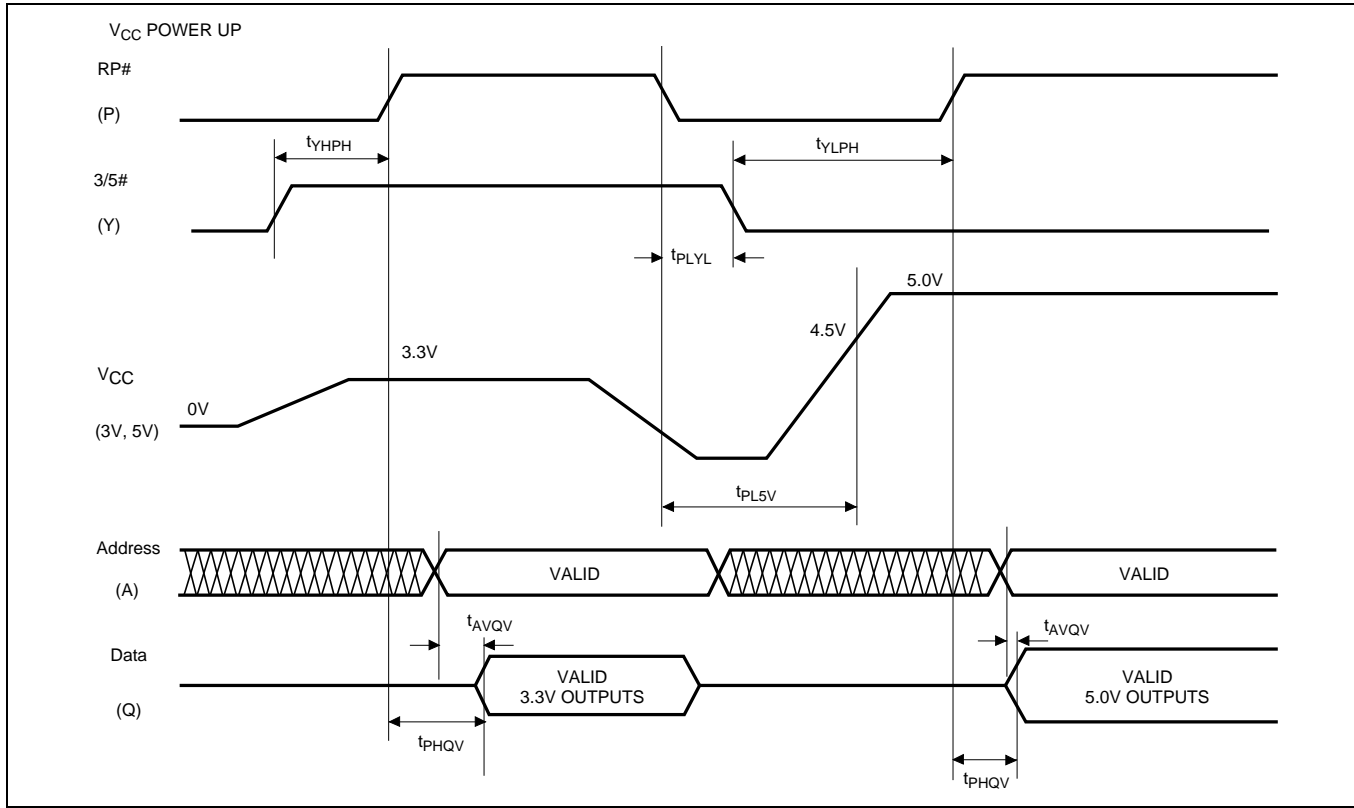 VCC POWER UP
RP#
(P)
tYHPH
tYLPH
3/5#
(Y)
tPLYL
5.0V
4.5V
3.3V
VCC
0V
(3V, 5V)
tPL5V
Address
(A)
VALID
VALID
tAVQV
tAVQV
Data
(Q)
VALID
3.3V OUTPUTS
VALID
5.0V OUTPUTS
tPHQV
tPHQV